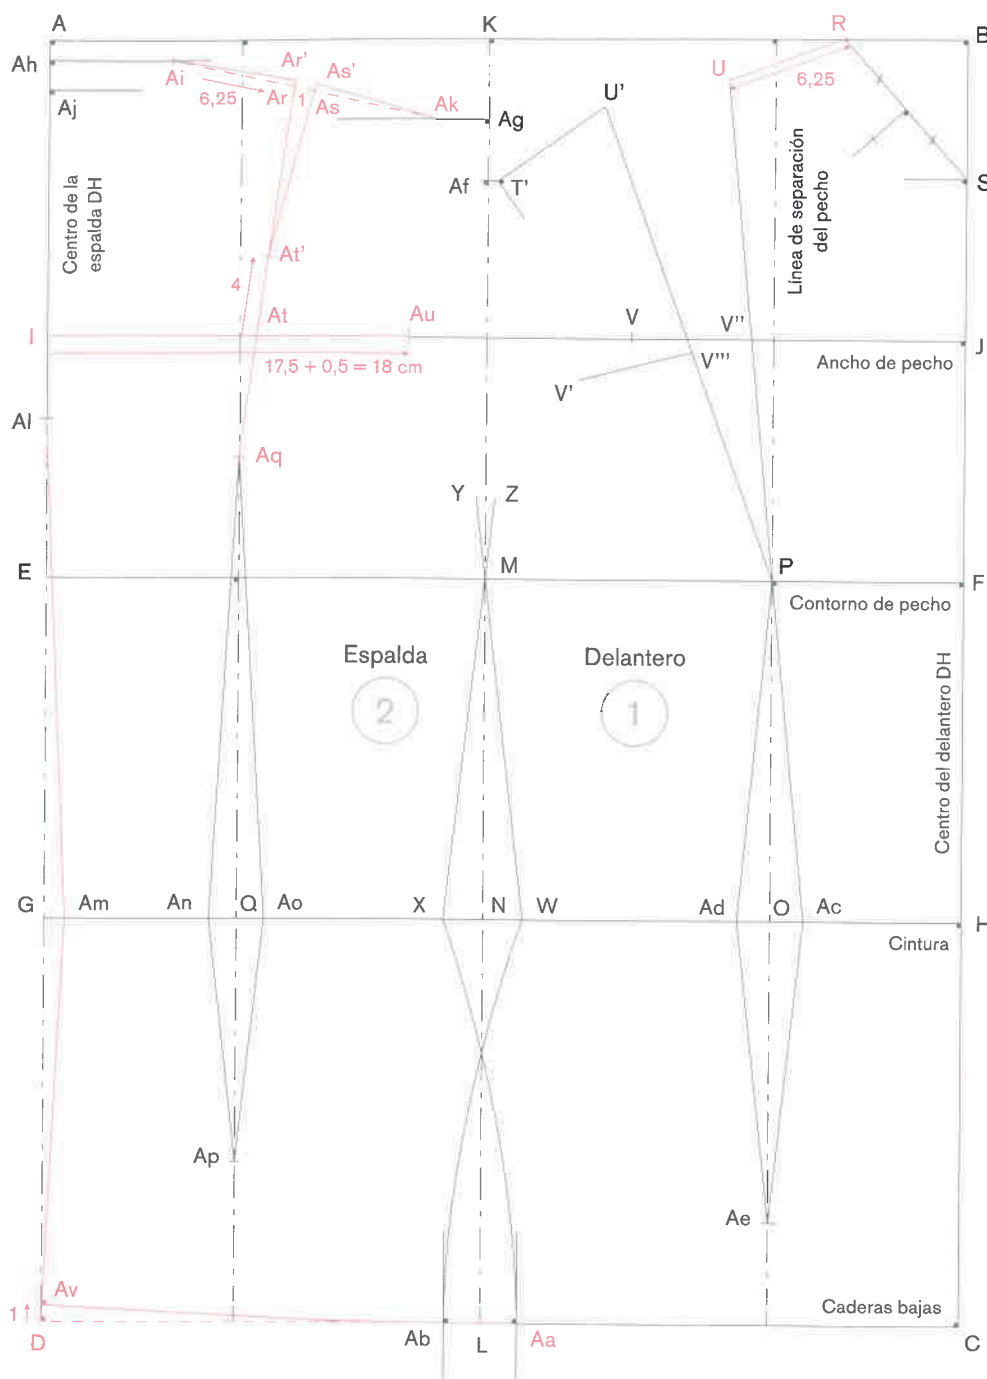 A
K
R
B
Ah
Ai
Ar'
As'
U
6,25
Aj
6,25
Ar
1
As
Ak
U'
Ag
Centro de la
espalda DH
Af
T'
Línea de separación
del pecho
S
At'
4
I
At
Au
V
V''
J
17,5 + 0,5 = 18 cm
V'''
Ancho de pecho
V'
Al
Aq
Y
Z
E
M
P
F
Contorno de pecho
Espalda
Delantero
2
1
Centro del delantero DH
G
Am
An
Q
Ao
X
N
W
Ad
O
Ac
H
Cintura
Ap
Ae
Av
1
Caderas bajas
D
Ab
L
Aa
C